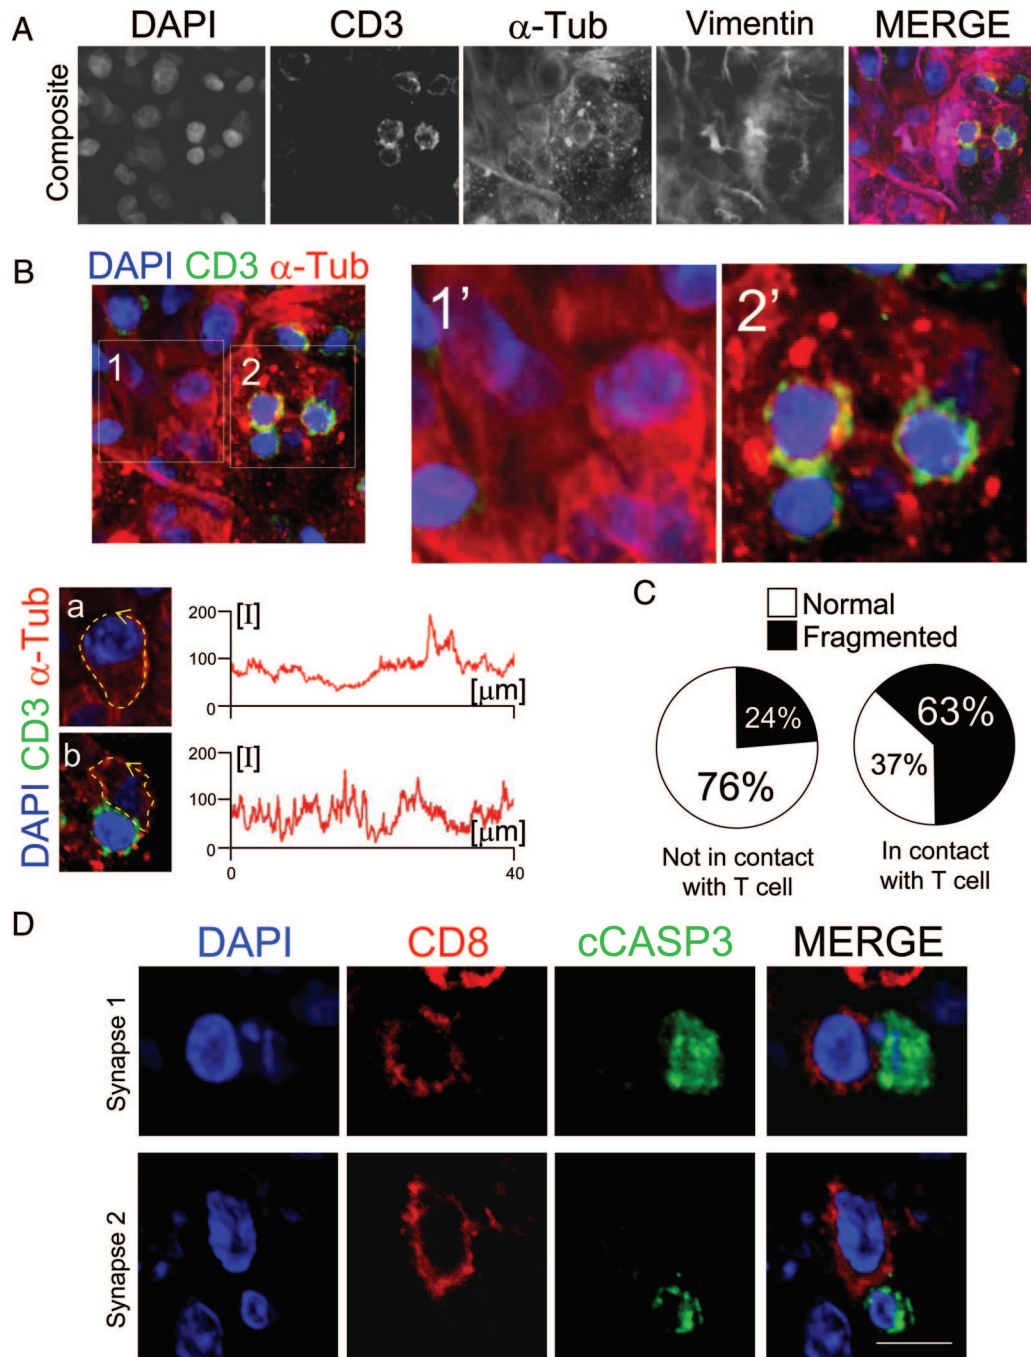 A
DAPI CD3 α-Tub Vimentin MERGE
Composite
B
DAPI CD3 α-Tub
1
2
1’
2’
DAPI CD3 α-Tub
a
200
[I]
100
0
[µm]
b
200
[I]
100
0
[µm]
0
40
C
Normal
Fragmented
24%
76%
63%
37%
Not in contact
with T cell
In contact
with T cell
D
DAPI CD8 cCASP3 MERGE
Synapse 1
Synapse 2